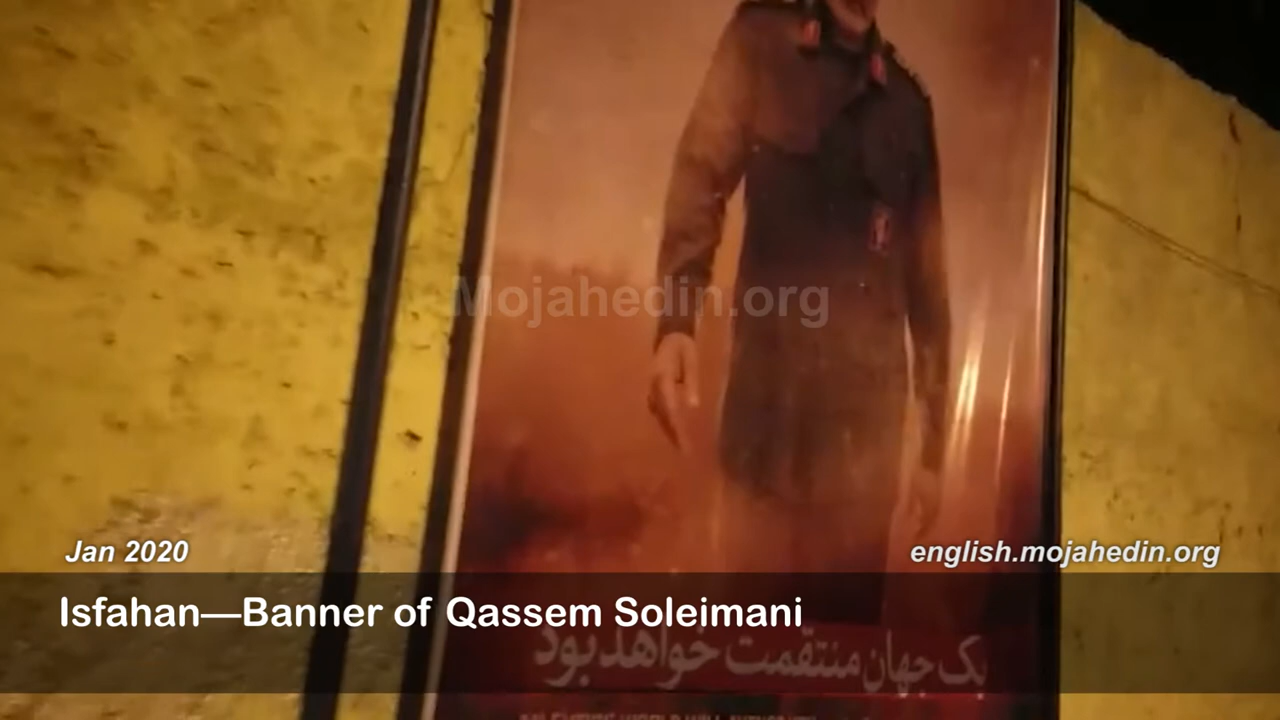 Mojahedin.org
Jan 2020
english.mojahedin.org
Isfahan—Banner of Qassem Soleimani
یک جهان منتقمت خواهد بود